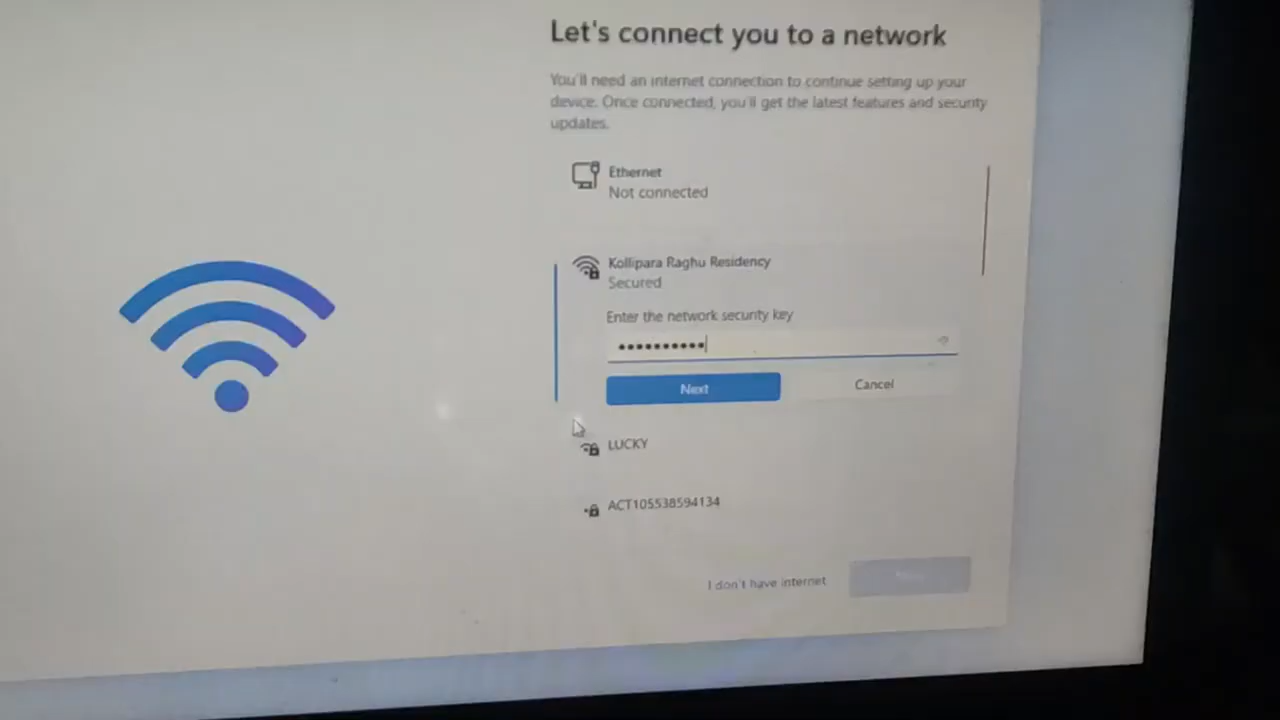 Let's connect you to a network
You'll need an internet connection to continue setting up your
device. Once connected, you'll get the latest features and security
updates.
Ethernet
Not connected
Kollipara Raghu Residency
Secured
Enter the network security key
••••••••••
Next
Cancel
LUCKY
ACT105538594134
I don't have internet